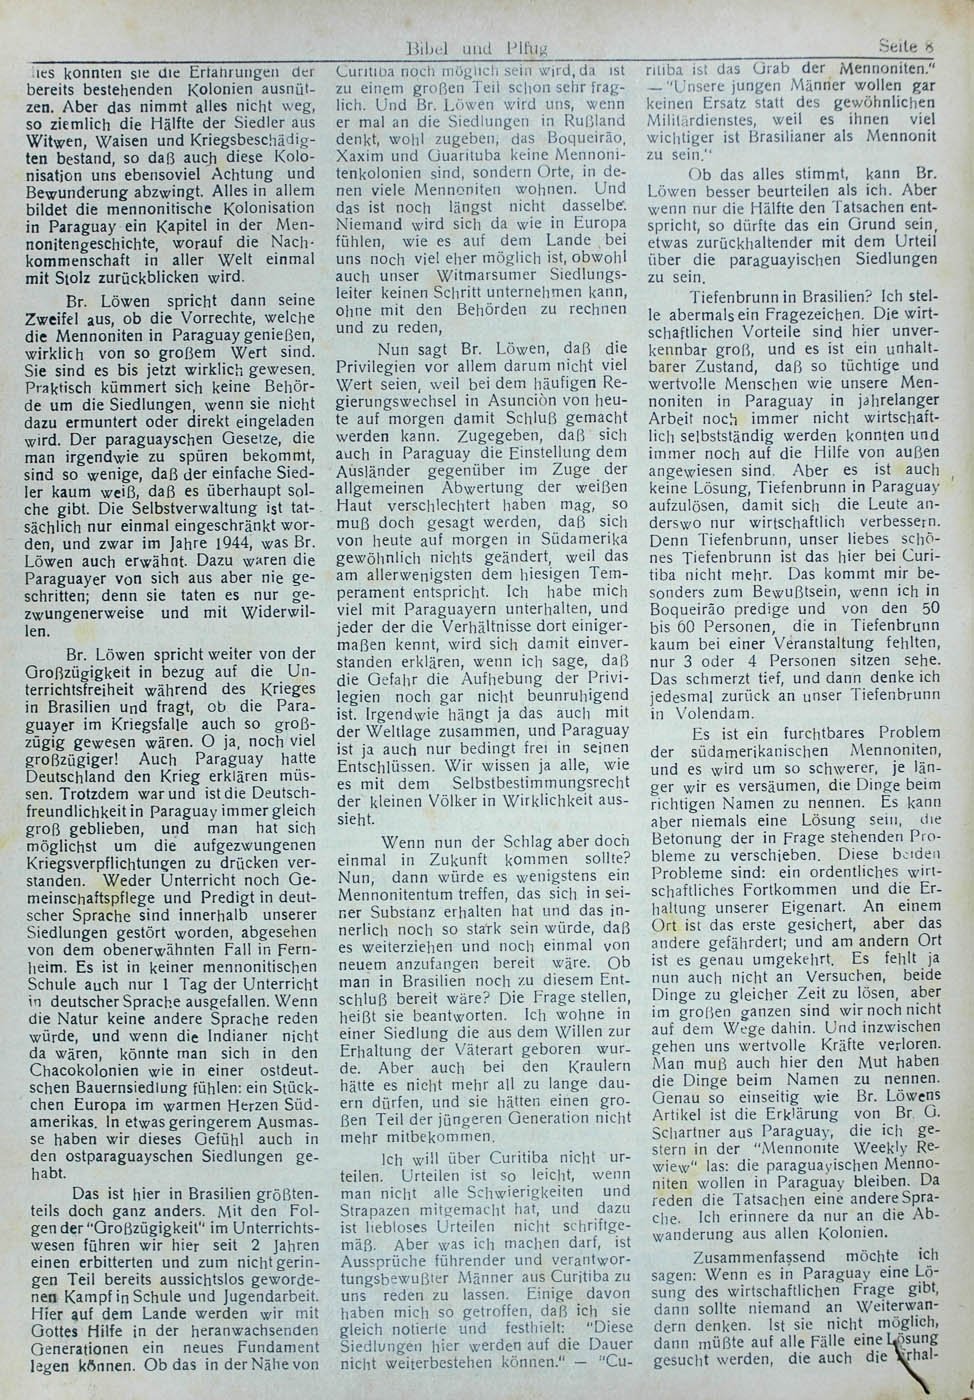 Bibel und Pflug
Seite 8
dies konnten sie die Erfahrungen der
bereits bestehenden Kolonien ausnüt-
zen. Aber das nimmt alles nicht weg,
so ziemlich die Hälfte der Siedler aus
Witwen, Waisen und Kriegsbeschädig-
ten bestand, so daß auch diese Kolo-
nisation uns ebensoviel Achtung und
Bewunderung abzwingt. Alles in allem
bildet die mennonitische Kolonisation
in Paraguay ein Kapitel in der Men-
nonitengeschichte, worauf die Nach-
kommenschaft in aller Welt einmal
mit Stolz zurückblicken wird.
Br. Löwen spricht dann seine
Zweifel aus, ob die Vorrechte, welche
die Mennoniten in Paraguay genießen,
wirklich von so großem Wert sind.
Sie sind es bis jetzt wirklich gewesen.
Praktisch kümmert sich keine Behör-
de um die Siedlungen, wenn sie nicht
dazu ermuntert oder direkt eingeladen
wird. Der paraguayschen Gesetze, die
man irgendwie zu spüren bekommt,
sind so wenige, daß der einfache Sied-
ler kaum weiß, daß es überhaupt sol-
che gibt. Die Selbstverwaltung ist tat-
sächlich nur einmal eingeschränkt wor-
den, und zwar im Jahre 1944, was Br.
Löwen auch erwähnt. Dazu waren die
Paraguayer von sich aus aber nie ge-
schritten; denn sie taten es nur ge-
zwungenerweise und mit Widerwil-
len.
Br. Löwen spricht weiter von der
Großzügigkeit in bezug auf die Un-
terrichtsfreiheit während des Krieges
in Brasilien und fragt, ob die Para-
guayer im Kriegsfalle auch so groß-
zügig gewesen wären. O ja, noch viel
großzügiger! Auch Paraguay hatte
Deutschland den Krieg erklären müs-
sen. Trotzdem war und ist die Deutsch-
freundlichkeit in Paraguay immer gleich
groß geblieben, und man hat sich
möglichst um die aufgezwungenen
Kriegsverpflichtungen zu drücken ver-
standen. Weder Unterricht noch Ge-
meinschaftspflege und Predigt in deut-
scher Sprache sind innerhalb unserer
Siedlungen gestört worden, abgesehen
von dem obenerwähnten Fall in Fern-
heim. Es ist in keiner mennonitischen
Schule auch nur 1 Tag der Unterricht
in deutscher Sprache ausgefallen. Wenn
die Natur keine andere Sprache reden
würde, und wenn die Indianer nicht
da wären, könnte man sich in den
Chacokolonien wie in einer ostdeut-
schen Bauernsiedlung fühlen: ein Stück-
chen Europa im warmen Herzen Süd-
amerikas. In etwas geringerem Ausmas-
se haben wir dieses Gefühl auch in
den ostparaguayschen Siedlungen ge-
habt.
Das ist hier in Brasilien größten-
teils doch ganz anders. Mit den Fol-
gen der "Großzügigkeit" im Unterrichts-
wesen führen wir hier seit 2 Jahren
einen erbitterten und zum nicht gerin-
gen Teil bereits aussichtslos geworde-
nen Kampf in Schule und Jugendarbeit.
Hier auf dem Lande werden wir mit
Gottes Hilfe in der heranwachsenden
Generationen ein neues Fundament
legen können. Ob das in der Nähe von
Curitiba noch möglich sein wird, da ist
zu einem großen Teil schon sehr frag-
lich. Und Br. Löwen wird uns, wenn
er mal an die Siedlungen in Rußland
denkt, wohl zugeben, das Boqueirão,
Xaxim und Guarituba keine Mennoni-
tenkolonien sind, sondern Orte, in de-
nen viele Mennoniten wohnen. Und
das ist noch längst nicht dasselbe.
Niemand wird sich da wie in Europa
fühlen, wie es auf dem Lande bei
uns noch viel eher möglich ist, obwohl
auch unser Witmarsumer Siedlungs-
leiter keinen Schritt unternehmen kann,
ohne mit den Behörden zu rechnen
und zu reden,
Nun sagt Br. Löwen, daß die
Privilegien vor allem darum nicht viel
Wert seien, weil bei dem häufigen Re-
gierungswechsel in Asunciòn von heu-
te auf morgen damit Schluß gemacht
werden kann. Zugegeben, daß sich
auch in Paraguay die Einstellung dem
Ausländer gegenüber im Zuge der
allgemeinen Abwertung der weißen
Haut verschlechtert haben mag, so
muß doch gesagt werden, daß sich
von heute auf morgen in Südamerika
gewöhnlich nichts geändert, weil das
am allerwenigsten dem hiesigen Tem-
perament entspricht. Ich habe mich
viel mit Paraguayern unterhalten, und
jeder der die Verhältnisse dort einiger-
maßen kennt, wird sich damit einver-
standen erklären, wenn ich sage, daß
die Gefahr die Aufhebung der Privi-
legien noch gar nicht beunruhigend
ist. Irgendwie hängt ja das auch mit
der Weltlage zusammen, und Paraguay
ist ja auch nur bedingt frei in seinen
Entschlüssen. Wir wissen ja alle, wie
es mit dem Selbstbestimmungsrecht
der kleinen Völker in Wirklichkeit aus-
sieht.
Wenn nun der Schlag aber doch
einmal in Zukunft kommen sollte?
Nun, dann würde es wenigstens ein
Mennonitentum treffen, das sich in sei-
ner Substanz erhalten hat und das in-
nerlich noch so stark sein würde, daß
es weiterziehen und noch einmal von
neuem anzufangen bereit wäre. Ob
man in Brasilien noch zu diesem Ent-
schluß bereit wäre? Die Frage stellen,
heißt sie beantworten. Ich wohne in
einer Siedlung die aus dem Willen zur
Erhaltung der Väterart geboren wur-
de. Aber auch bei den Kraulern
hätte es nicht mehr all zu lange dau-
ern dürfen, und sie hätten einen gro-
ßen Teil der jüngeren Generation nicht
mehr mitbekommen.
Ich will über Curitiba nicht ur-
teilen. Urteilen ist so leicht, wenn
man nicht alle Schwierigkeiten und
Strapazen mitgemacht hat, und dazu
ist liebloses Urteilen nicht schriftge-
mäß. Aber was ich machen darf, ist
Aussprüche führender und verantwor-
tungsbewußter Männer aus Curitiba zu
uns reden zu lassen. Einige davon
haben mich so getroffen, daß ich sie
gleich notierte und festhielt: "Diese
Siedlungen hier werden auf die Dauer
nicht weiterbestehen können." — "Cu-
ritiba ist das Grab der Mennoniten."
— "Unsere jungen Männer wollen gar
keinen Ersatz statt des gewöhnlichen
Militärdienstes, weil es ihnen viel
wichtiger ist Brasilianer als Mennonit
zu sein."
Ob das alles stimmt, kann Br.
Löwen besser beurteilen als ich. Aber
wenn nur die Hälfte den Tatsachen ent-
spricht, so dürfte das ein Grund sein,
etwas zurückhaltender mit dem Urteil
über die paraguayischen Siedlungen
zu sein.
Tiefenbrunn in Brasilien? Ich stel-
le abermals ein Fragezeichen. Die wirt-
schaftlichen Vorteile sind hier unver-
kennbar groß, und es ist ein unhalt-
barer Zustand, daß so tüchtige und
wertvolle Menschen wie unsere Men-
noniten in Paraguay in jahrelanger
Arbeit noch immer nicht wirtschaft-
lich selbstständig werden konnten und
immer noch auf die Hilfe von außen
angewiesen sind. Aber es ist auch
keine Lösung, Tiefenbrunn in Paraguay
aufzulösen, damit sich die Leute an-
derswo nur wirtschaftlich verbessern.
Denn Tiefenbrunn, unser liebes schö-
nes Tiefenbrunn ist das hier bei Curi-
tiba nicht mehr. Das kommt mir be-
sonders zum Bewußtsein, wenn ich in
Boqueirão predige und von den 50
bis 60 Personen, die in Tiefenbrunn
kaum bei einer Veranstaltung fehlten,
nur 3 oder 4 Personen sitzen sehe.
Das schmerzt tief, und dann denke ich
jedesmal zurück an unser Tiefenbrunn
in Volendam.
Es ist ein furchtbares Problem
der südamerikanischen Mennoniten,
und es wird um so schwerer, je län-
ger wir es versäumen, die Dinge beim
richtigen Namen zu nennen. Es kann
aber niemals eine Lösung sein, die
Betonung der in Frage stehenden Pro-
bleme zu verschieben. Diese beiden
Probleme sind: ein ordentliches wirt-
schaftliches Fortkommen und die Er-
haltung unserer Eigenart. An einem
Ort ist das erste gesichert, aber das
andere gefährdet; und am andern Ort
ist es genau umgekehrt. Es fehlt ja
nun auch nicht an Versuchen, beide
Dinge zu gleicher Zeit zu lösen, aber
im großen ganzen sind wir noch nicht
auf dem Wege dahin. Und inzwischen
gehen uns wertvolle Kräfte verloren.
Man muß auch hier den Mut haben
die Dinge beim Namen zu nennen.
Genau so einseitig wie Br. Löwens
Artikel ist die Erklärung von Br. G.
Schartner aus Paraguay, die ich ge-
stern in der "Mennonite Weekly Re-
wiew" las: die paraguayischen Menno-
niten wollen in Paraguay bleiben. Da
reden die Tatsachen eine andere Spra-
che. Ich erinnere da nur an die Ab-
wanderung aus allen Kolonien.
Zusammenfassend möchte ich
sagen: Wenn es in Paraguay eine Lö-
sung des wirtschaftlichen Frage gibt,
dann sollte niemand an Weiterwan-
dern denken. Ist sie nicht möglich,
dann müßte auf alle Fälle eine Lösung
gesucht werden, die auch die Erhal-